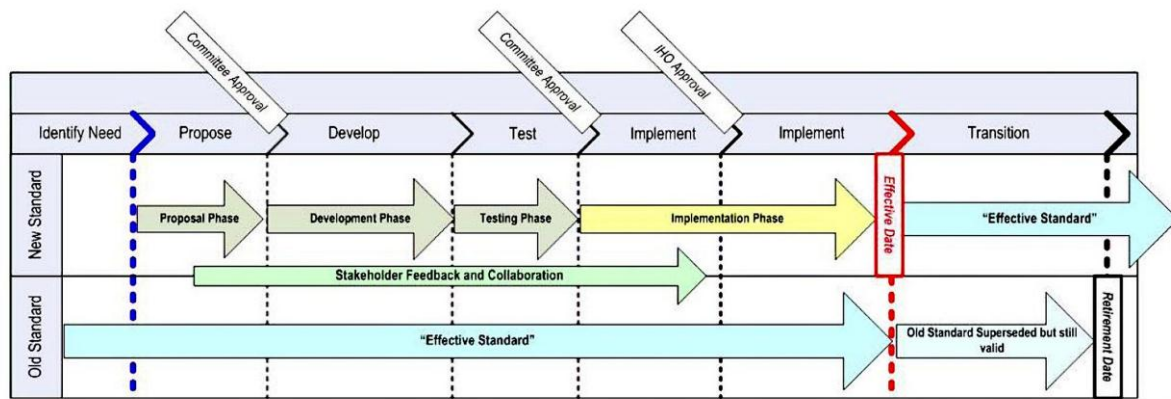 Committee Approval
Committee Approval
IHO Approval
Identify Need
Propose
Develop
Test
Implement
Implement
Transition
New Standard
Proposal Phase
Development Phase
Testing Phase
Implementation Phase
Effective Date
“Effective Standard”
Stakeholder Feedback and Collaboration
Old Standard
“Effective Standard”
Old Standard Superseded but still
valid
Retirement Date